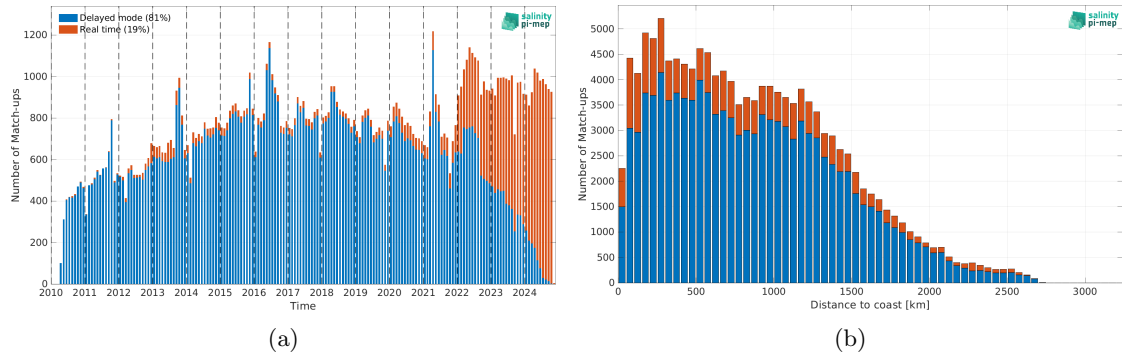 Delayed mode (81%)
Real time (19%)
salinity
pi-mep
Number of Match-ups
1200
1000
800
600
400
200
0
2010 2011 2012 2013 2014 2015 2016 2017 2018 2019 2020 2021 2022 2023 2024
Time
(a)
salinity
pi-mep
Number of Match-ups
5000
4500
4000
3500
3000
2500
2000
1500
1000
500
0
0 500 1000 1500 2000 2500 3000
Distance to coast [km]
(b)